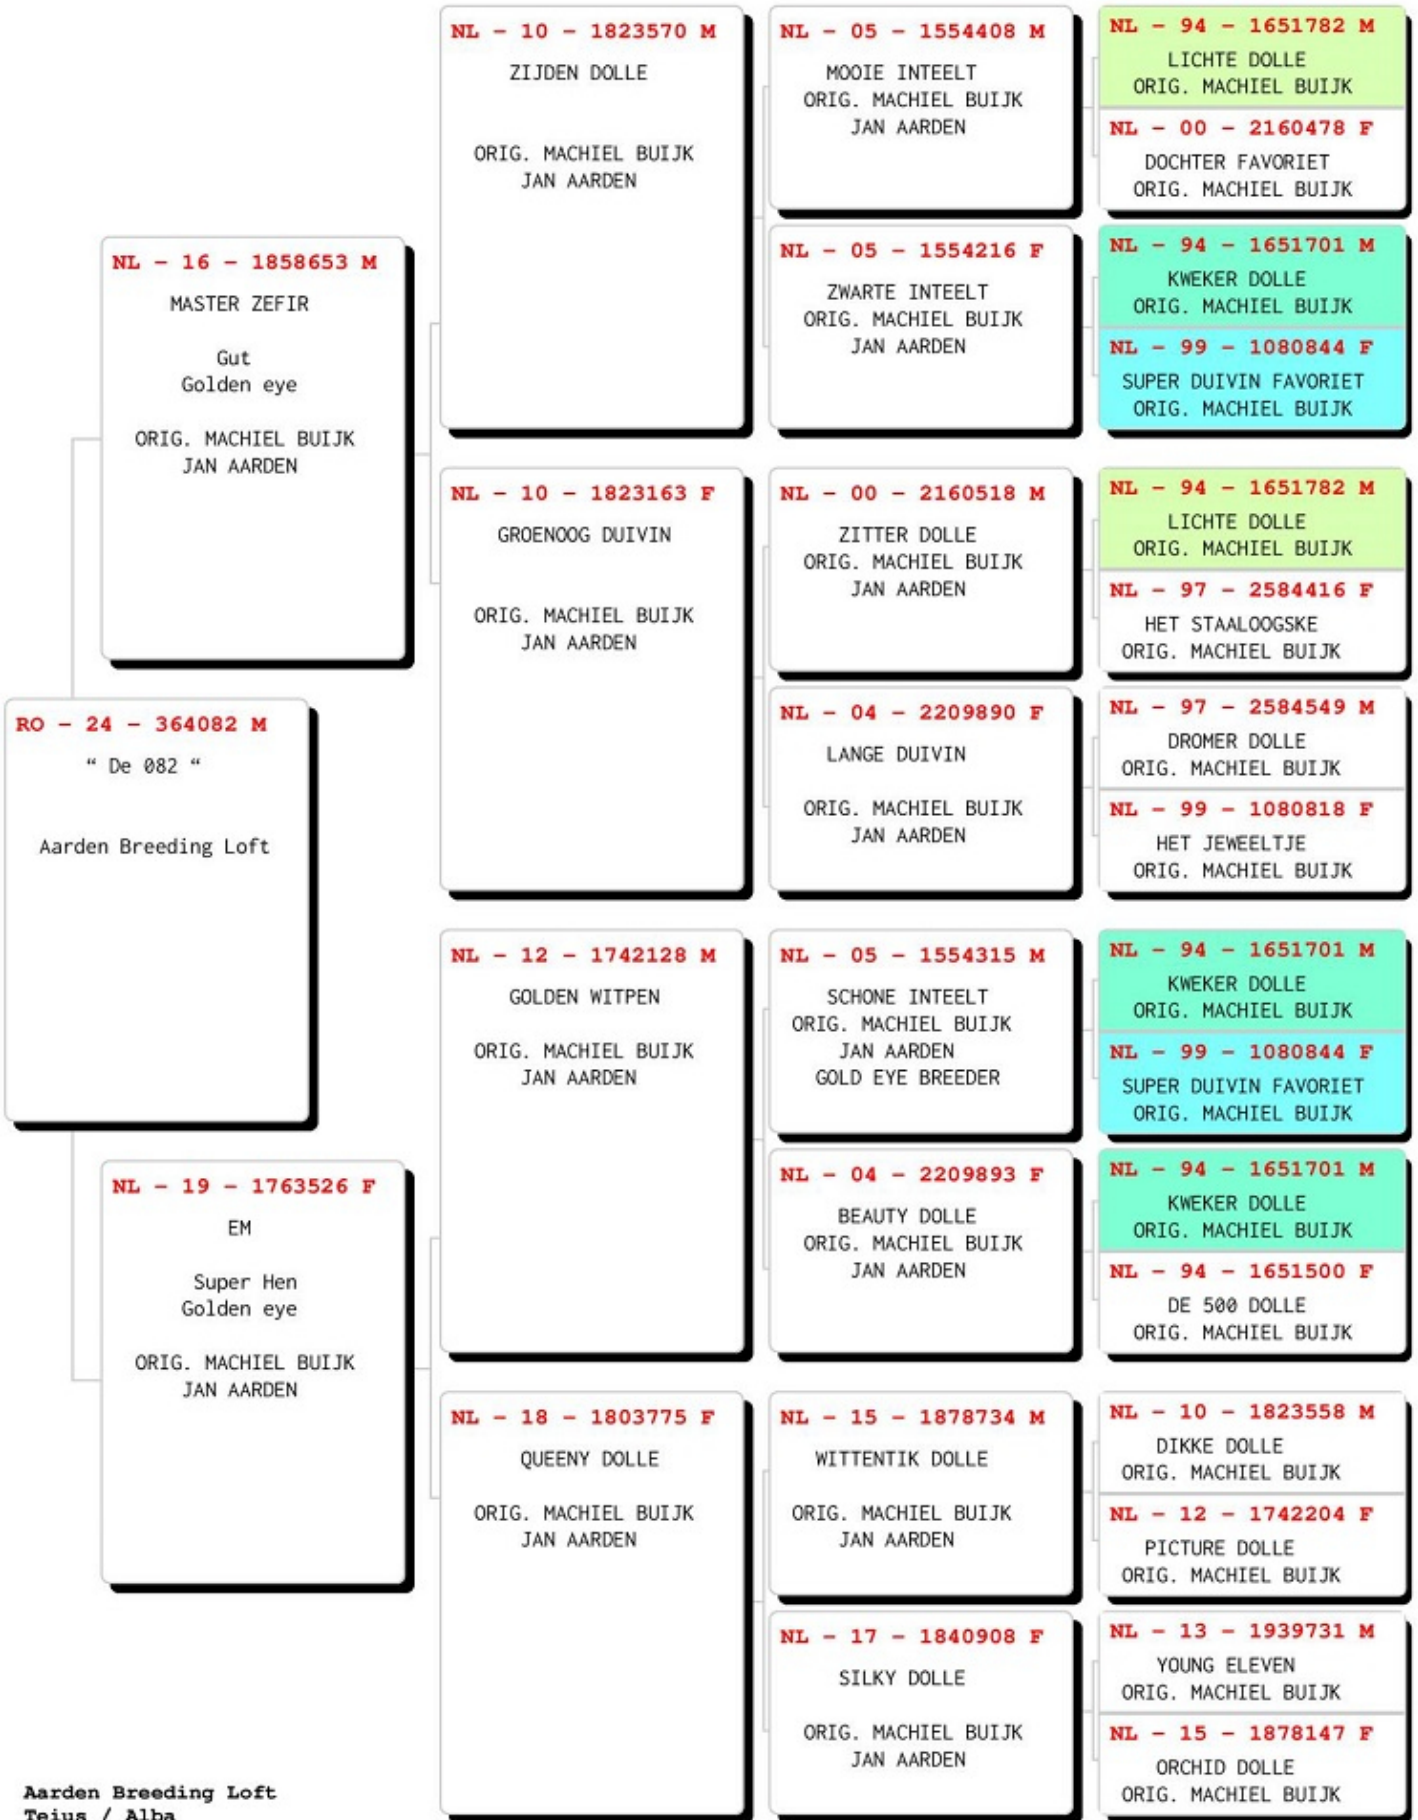 NL - 10 - 1823570 M
ZIJDEN DOLLE
ORIG. MACHIEL BUIJK
JAN AARDEN
NL - 05 - 1554408 M
MOOIE INTEELT
ORIG. MACHIEL BUIJK
JAN AARDEN
NL - 94 - 1651782 M
LICHTE DOLLE
ORIG. MACHIEL BUIJK
NL - 00 - 2160478 F
DOCHTER FAVORIET
ORIG. MACHIEL BUIJK
NL - 16 - 1858653 M
MASTER ZEFIR
Gut
Golden eye
ORIG. MACHIEL BUIJK
JAN AARDEN
NL - 05 - 1554216 F
ZWARTE INTEELT
ORIG. MACHIEL BUIJK
JAN AARDEN
NL - 94 - 1651701 M
KWEKER DOLLE
ORIG. MACHIEL BUIJK
NL - 99 - 1080844 F
SUPER DUIVIN FAVORIET
ORIG. MACHIEL BUIJK
NL - 10 - 1823163 F
GROENOOG DUIVIN
ORIG. MACHIEL BUIJK
JAN AARDEN
NL - 00 - 2160518 M
ZITTER DOLLE
ORIG. MACHIEL BUIJK
JAN AARDEN
NL - 94 - 1651782 M
LICHTE DOLLE
ORIG. MACHIEL BUIJK
NL - 97 - 2584416 F
HET STAALOOGSKE
ORIG. MACHIEL BUIJK
RO - 24 - 364082 M
“ De 082 “
Aarden Breeding Loft
NL - 04 - 2209890 F
LANGE DUIVIN
ORIG. MACHIEL BUIJK
JAN AARDEN
NL - 97 - 2584549 M
DROMER DOLLE
ORIG. MACHIEL BUIJK
NL - 99 - 1080818 F
HET JEWEELTJE
ORIG. MACHIEL BUIJK
NL - 12 - 1742128 M
GOLDEN WITPEN
ORIG. MACHIEL BUIJK
JAN AARDEN
NL - 05 - 1554315 M
SCHONE INTEELT
ORIG. MACHIEL BUIJK
JAN AARDEN
GOLD EYE BREEDER
NL - 94 - 1651701 M
KWEKER DOLLE
ORIG. MACHIEL BUIJK
NL - 99 - 1080844 F
SUPER DUIVIN FAVORIET
ORIG. MACHIEL BUIJK
NL - 19 - 1763526 F
EM
Super Hen
Golden eye
ORIG. MACHIEL BUIJK
JAN AARDEN
NL - 04 - 2209893 F
BEAUTY DOLLE
ORIG. MACHIEL BUIJK
JAN AARDEN
NL - 94 - 1651701 M
KWEKER DOLLE
ORIG. MACHIEL BUIJK
NL - 94 - 1651500 F
DE 500 DOLLE
ORIG. MACHIEL BUIJK
NL - 18 - 1803775 F
QUEENY DOLLE
ORIG. MACHIEL BUIJK
JAN AARDEN
NL - 15 - 1878734 M
WITTENTIK DOLLE
ORIG. MACHIEL BUIJK
JAN AARDEN
NL - 10 - 1823558 M
DIKKE DOLLE
ORIG. MACHIEL BUIJK
NL - 12 - 1742204 F
PICTURE DOLLE
ORIG. MACHIEL BUIJK
NL - 17 - 1840908 F
SILKY DOLLE
ORIG. MACHIEL BUIJK
JAN AARDEN
NL - 13 - 1939731 M
YOUNG ELEVEN
ORIG. MACHIEL BUIJK
NL - 15 - 1878147 F
ORCHID DOLLE
ORIG. MACHIEL BUIJK
Aarden Breeding Loft
Teius / Alba